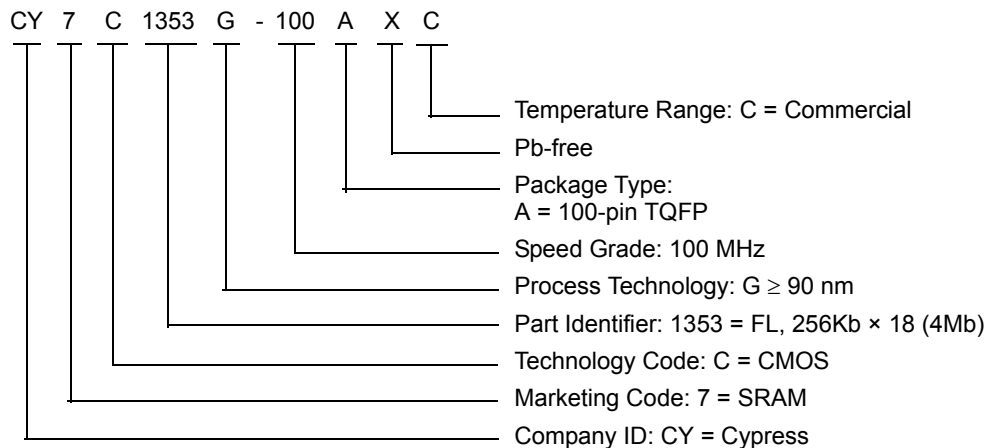 CY 7 C 1353 G - 100 A X C
Temperature Range: C = Commercial
Pb-free
Package Type:
A = 100-pin TQFP
Speed Grade: 100 MHz
Process Technology: G ≥ 90 nm
Part Identifier: 1353 = FL, 256Kb × 18 (4Mb)
Technology Code: C = CMOS
Marketing Code: 7 = SRAM
Company ID: CY = Cypress